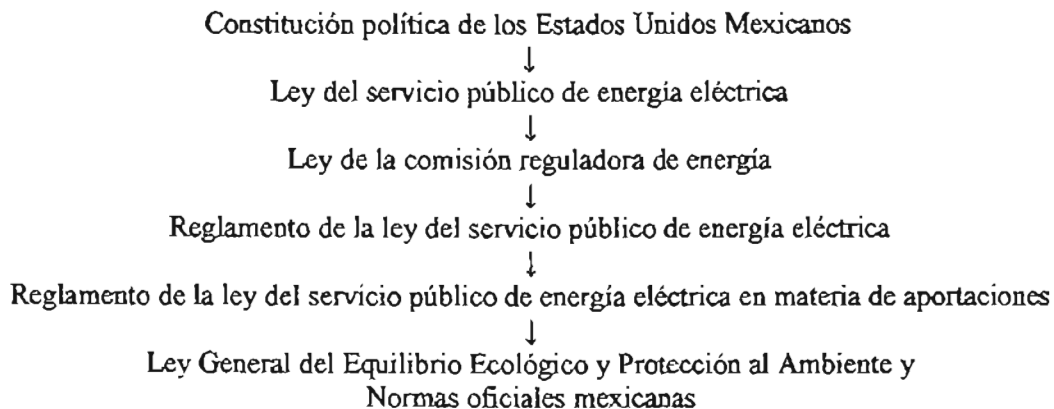 Constitución política de los Estados Unidos Mexicanos
↓
Ley del servicio público de energía eléctrica
↓
Ley de la comisión reguladora de energía
↓
Reglamento de la ley del servicio público de energía eléctrica
↓
Reglamento de la ley del servicio público de energía eléctrica en materia de aportaciones
↓
Ley General del Equilibrio Ecológico y Protección al Ambiente y
Normas oficiales mexicanas